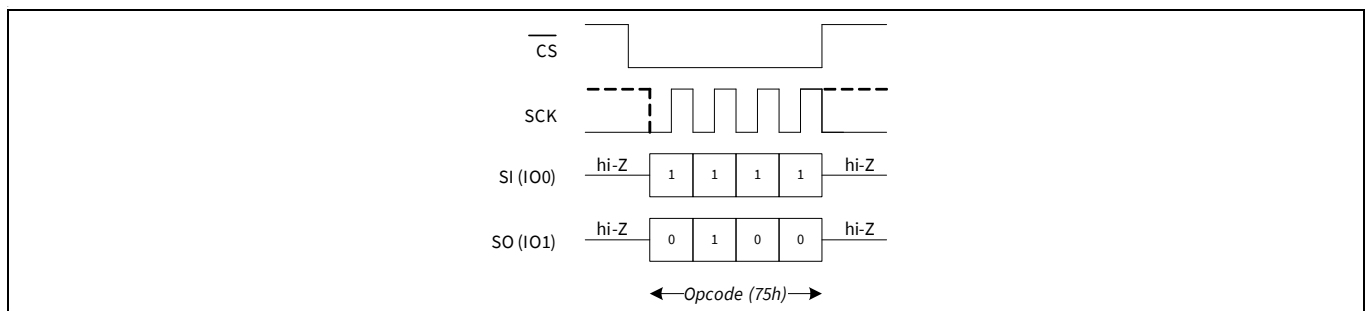 CS
SCK
hi-Z 1 1 1 1 hi-Z
SI (IO0)
hi-Z 0 1 0 0 hi-Z
SO (IO1)
Opcode (75h)